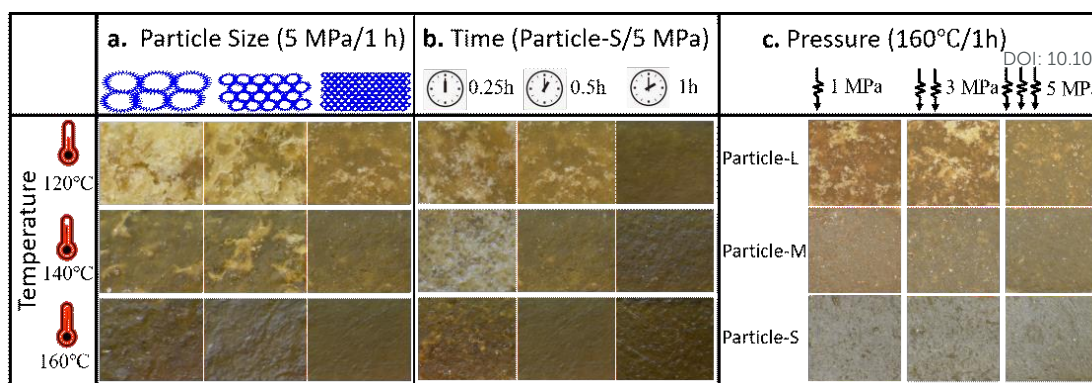 a. Particle Size (5 MPa/1 h)
b. Time (Particle-S/5 MPa)
c. Pressure (160°C/1h)
DOI: 10.10
0.25h
0.5h
1h
1 MPa
3 MPa
5 MPa
Temperature
120°C
140°C
160°C
Particle-L
Particle-M
Particle-S